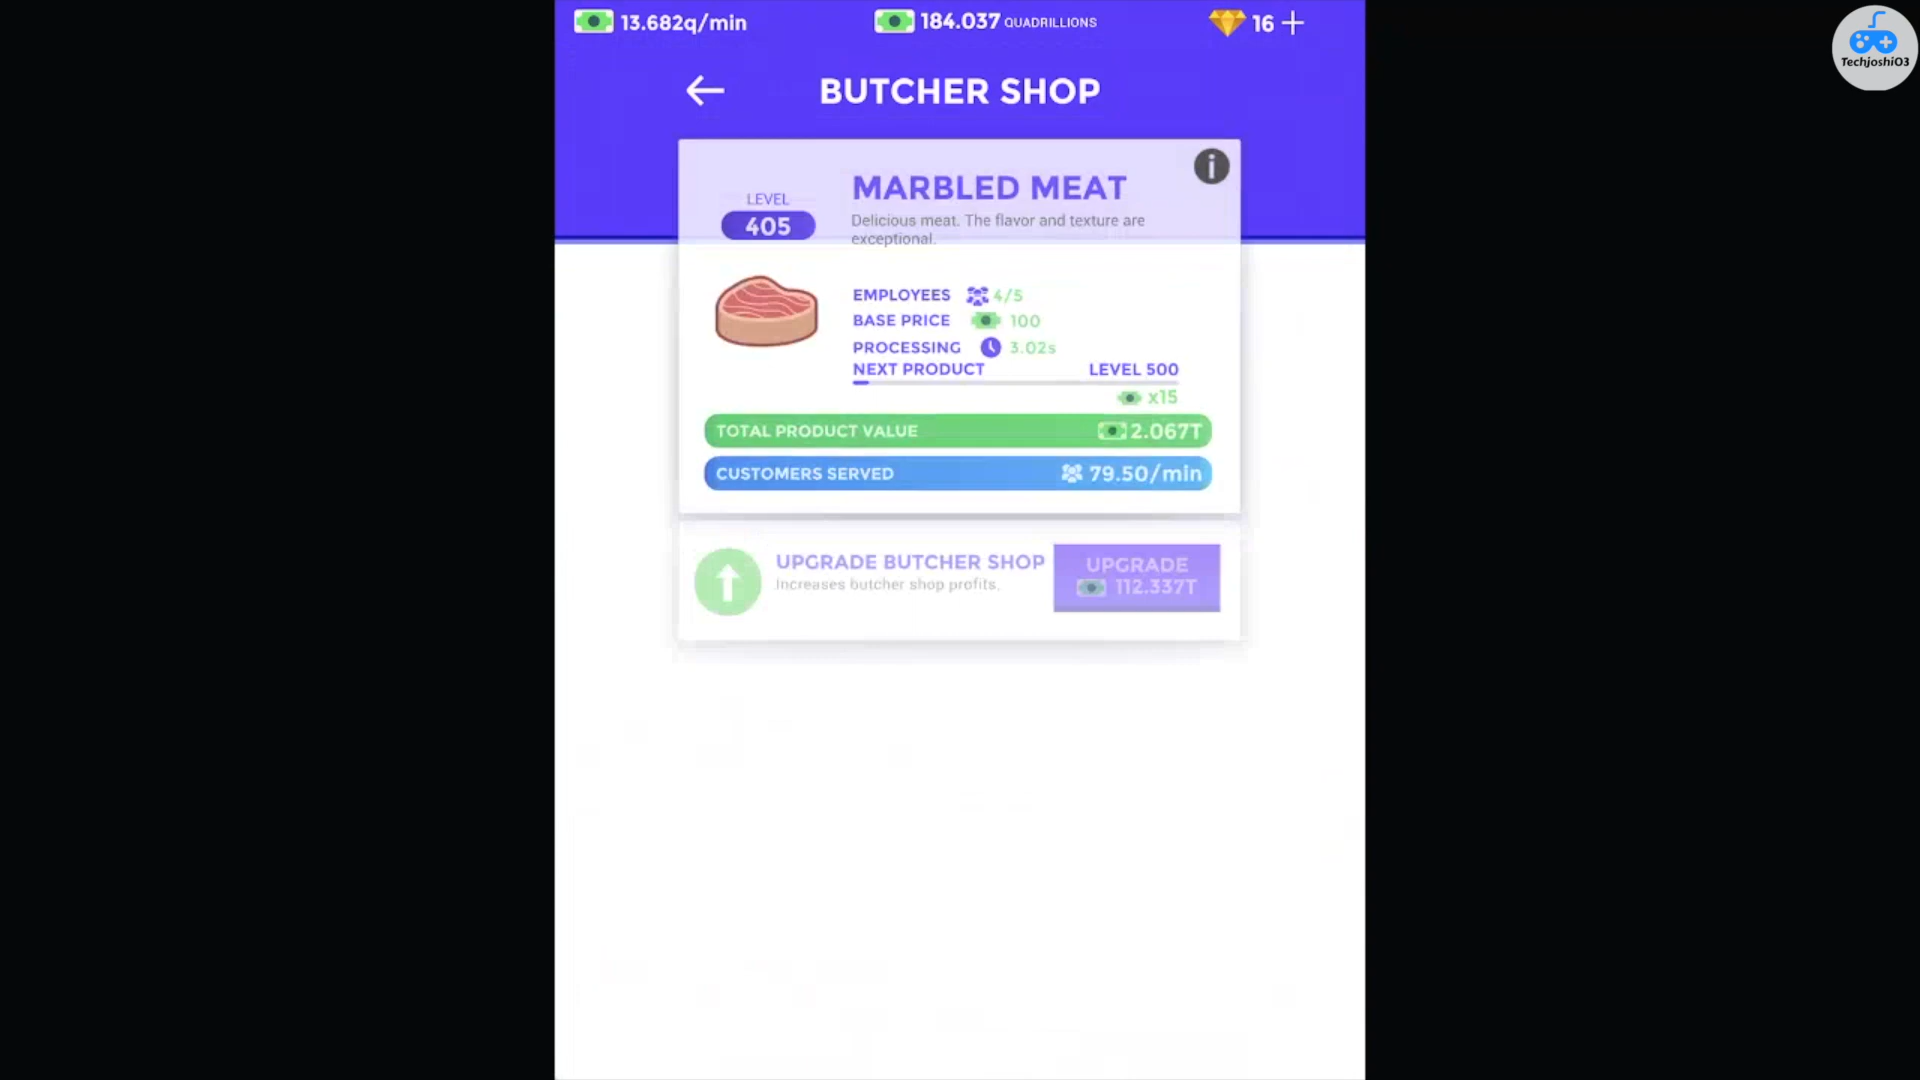 13.682q/min
184.037 QUADRILLIONS
16 +
Techjoshi03
BUTCHER SHOP
MARBLED MEAT
LEVEL
405
Delicious meat. The flavor and texture are
exceptional.
EMPLOYEES 4/5
BASE PRICE 100
PROCESSING 3.02s
NEXT PRODUCT LEVEL 500
x15
TOTAL PRODUCT VALUE 2.067T
CUSTOMERS SERVED 79.50/min
UPGRADE BUTCHER SHOP
Increases butcher shop profits.
UPGRADE
112.337T